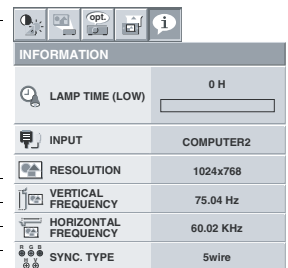 opt.
i
INFORMATION
LAMP TIME (LOW)
0 H
INPUT
COMPUTER2
RESOLUTION
1024x768
VERTICAL
FREQUENCY
75.04 Hz
HORIZONTAL
FREQUENCY
60.02 KHz
R G B
H V
SYNC. TYPE
5wire